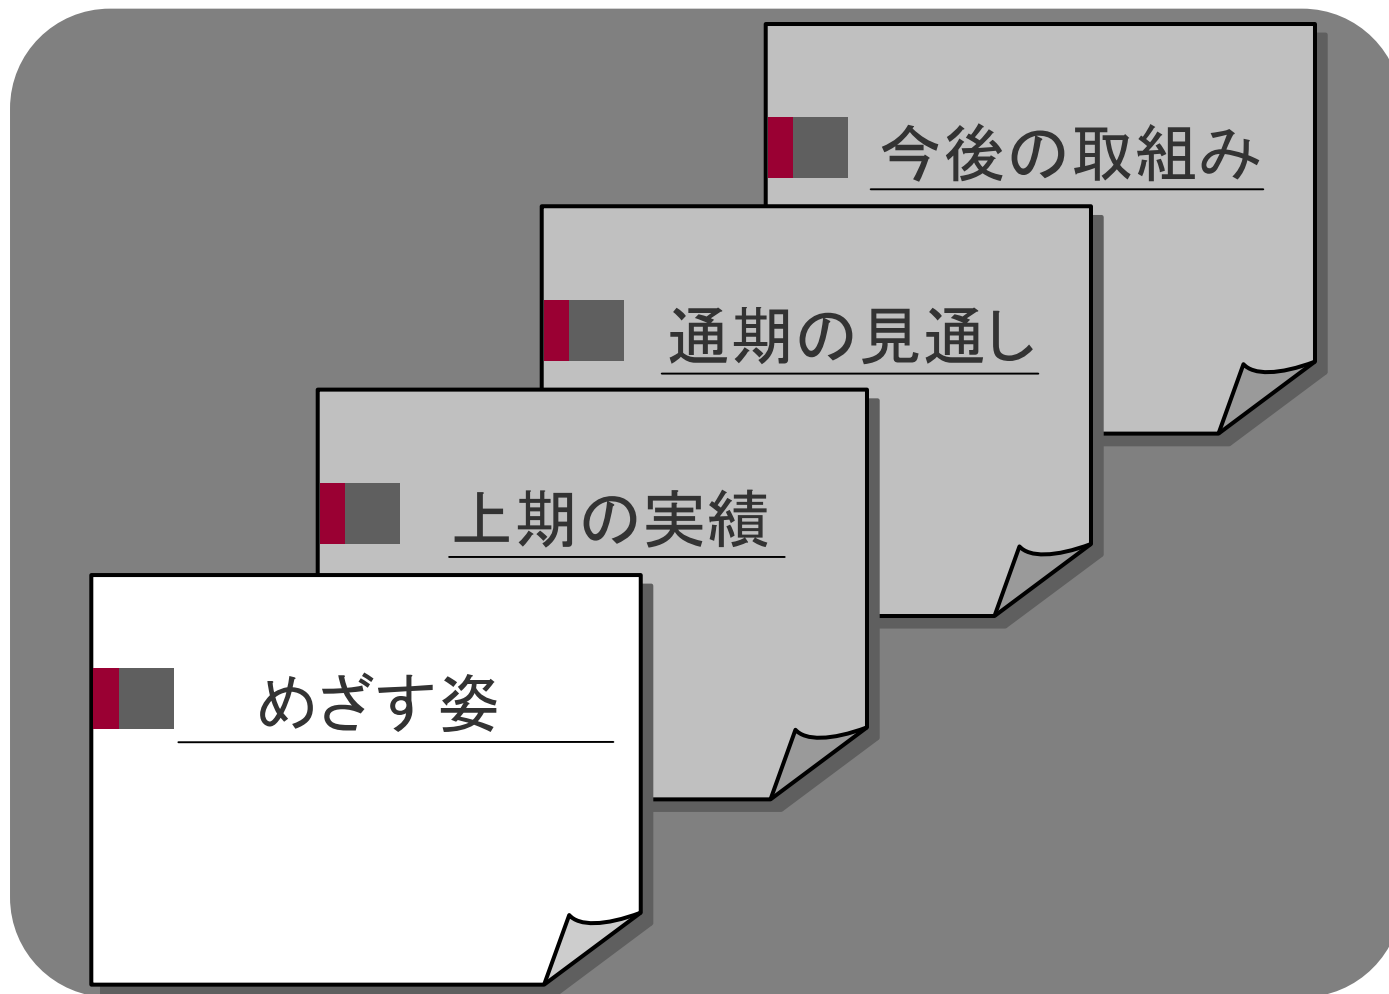 今後の取組み
通期の見通し
上期の実績
めざす姿